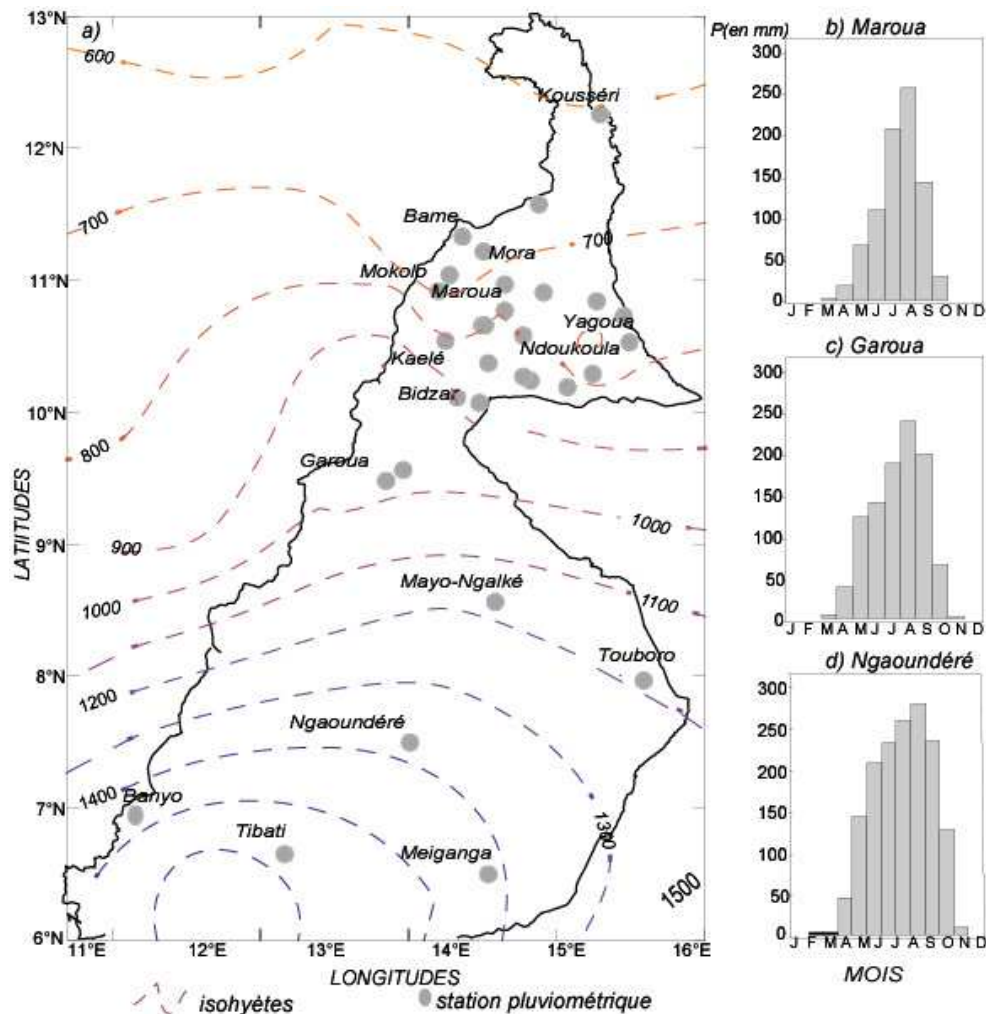 a)
13°N
12°N
11°N
10°N
9°N
8°N
7°N
6°N
LATIITUDES
600
700
800
900
1000
1200
1400
700
1000
1100
1300
1500
Kousséri
Bame
Mora
Mokolo
Maroua
Yagoua
Ndoukoula
Kaelé
Bidzar
Garoua
Mayo-Ngalké
Touboro
Ngaoundéré
Banyo
Tibati
Meiganga
11°E 12°E 13°E 14°E 15°E 16°E
LONGITUDES
isohyètes
station pluviométrique
P(en mm)
b) Maroua
300
250
200
150
100
50
0
J F M A M J J A S O N D
c) Garoua
300
250
200
150
100
50
0
J F M A M J J A S O N D
d) Ngaoundéré
300
250
200
150
100
50
0
J F M A M J J A S O N D
MOIS